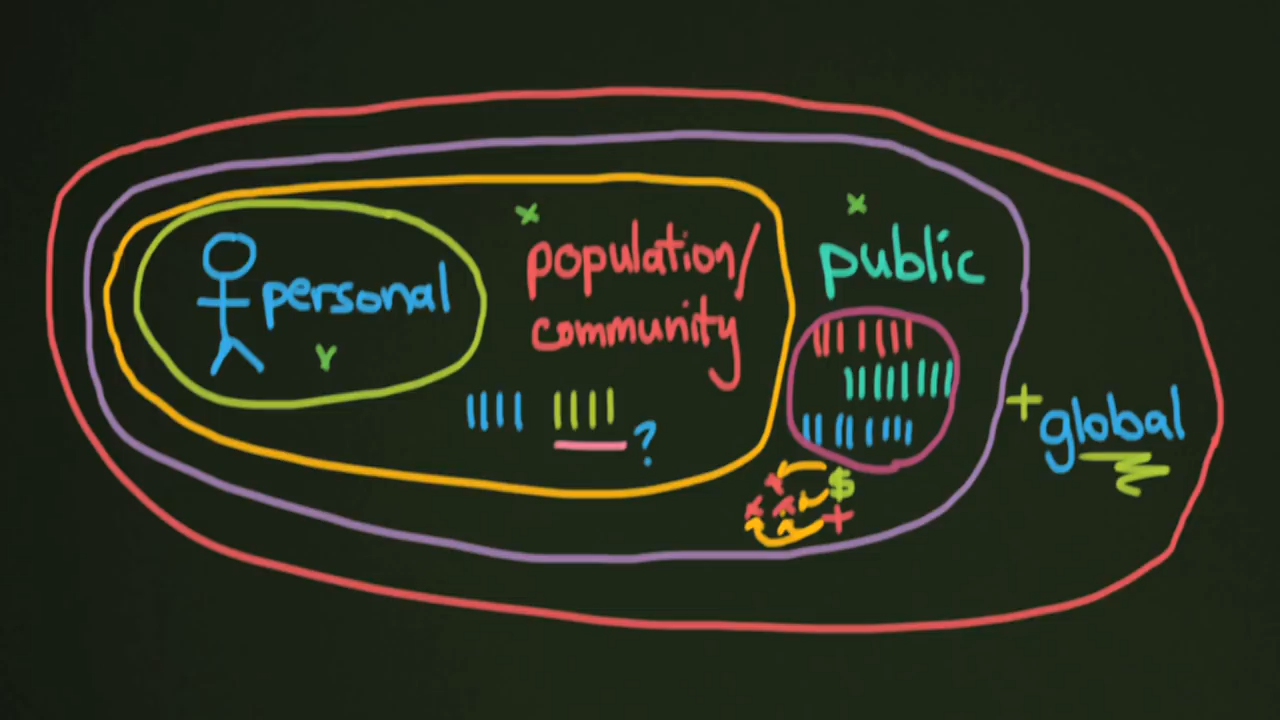 personal
population/
community
?
public
$
+
+
global